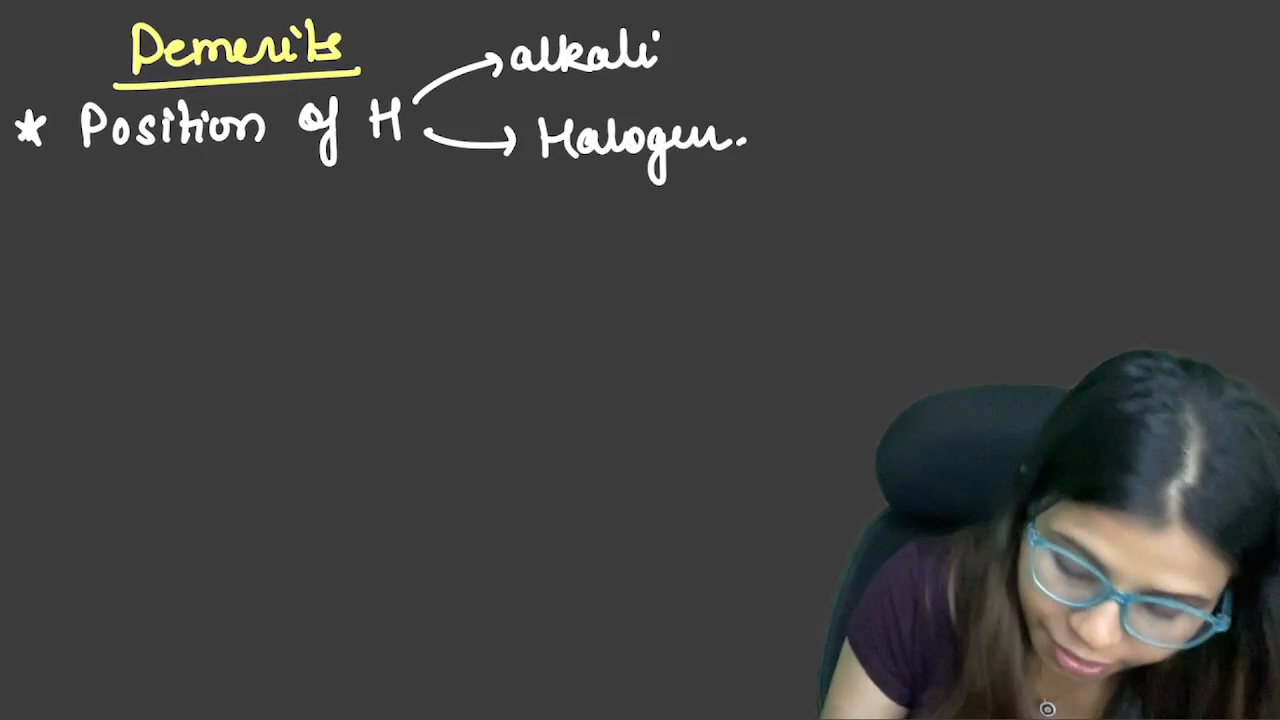 Demerits
alkali
* Position of H
Halogen.